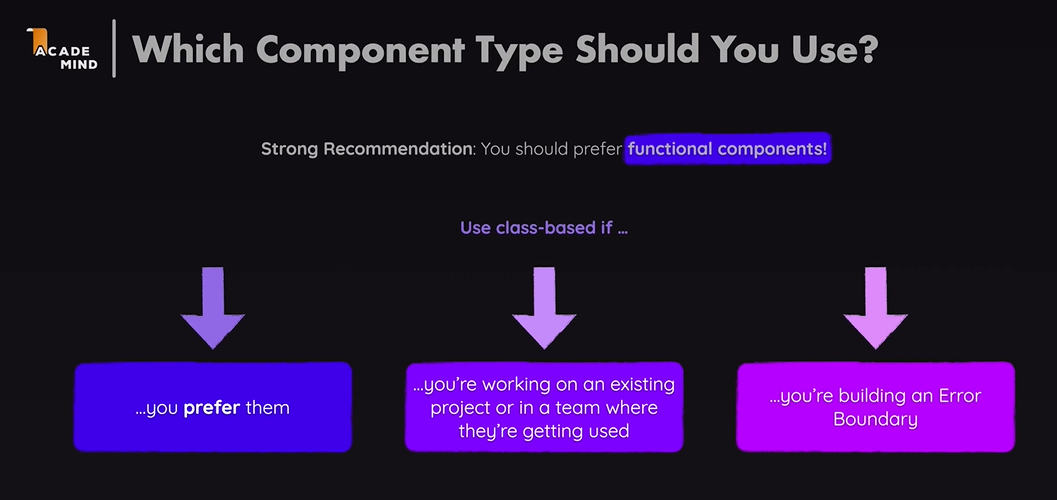 ACADE
MIND
Which Component Type Should You Use?
Strong Recommendation: You should prefer functional components!
Use class-based if ...
...you prefer them
...you're working on an existing
project or in a team where
they're getting used
...you're building an Error
Boundary